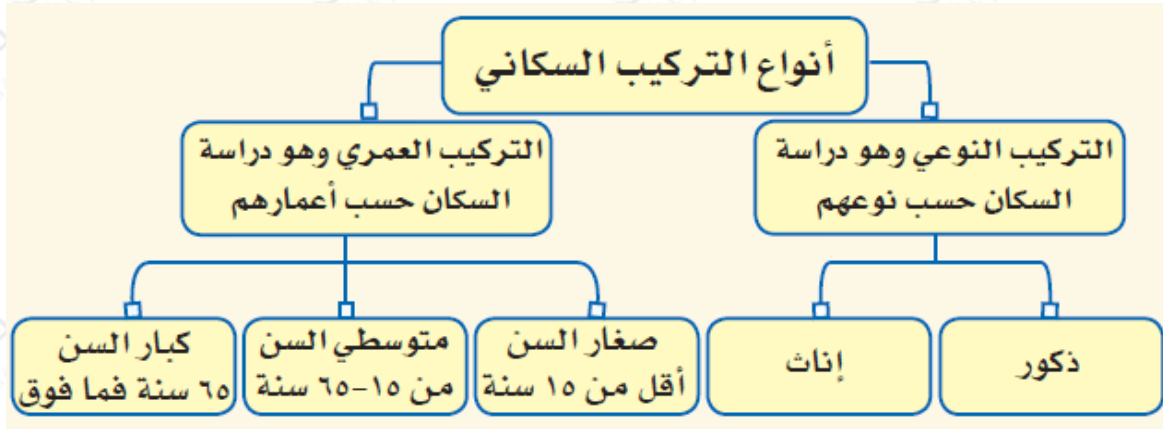 أنواع التركيب السكاني
التركيب النوعي وهو دراسة
السكان حسب نوعهم
التركيب العمري وهو دراسة
السكان حسب أعمارهم
ذكور
إناث
صغار السن
أقل من ١٥ سنة
متوسطي السن
من ١٥-٦٥ سنة
كبار السن
٦٥ سنة فما فوق